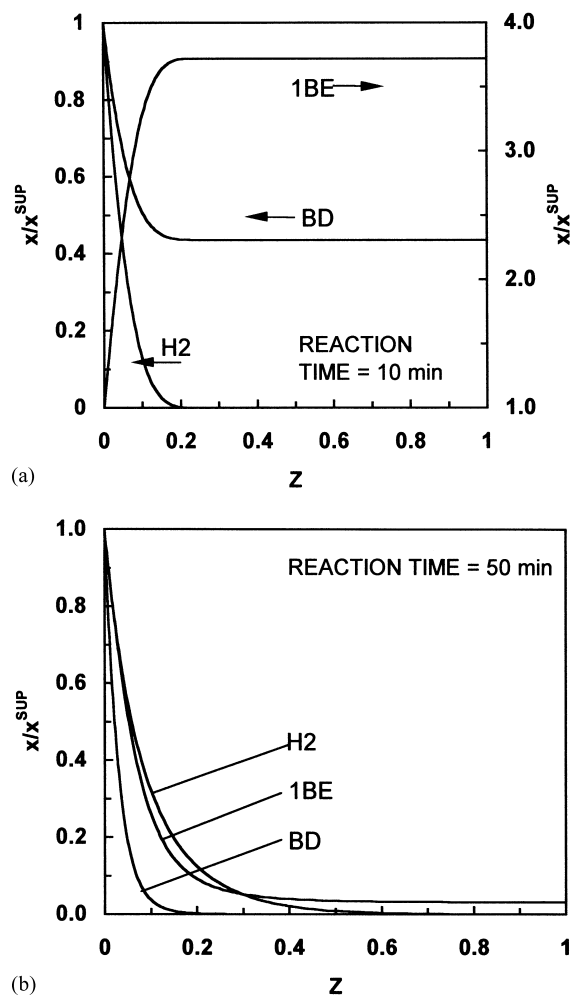 1
0.8
0.6
0.4
0.2
0
x/x^SUP
4.0
3.0
2.0
1.0
x/x^SUP
1BE
BD
H2
REACTION
TIME = 10 min
0 0.2 0.4 0.6 0.8 1
z
(a)
1.0
0.8
0.6
0.4
0.2
0.0
x/x^SUP
REACTION TIME = 50 min
H2
1BE
BD
0 0.2 0.4 0.6 0.8 1
z
(b)